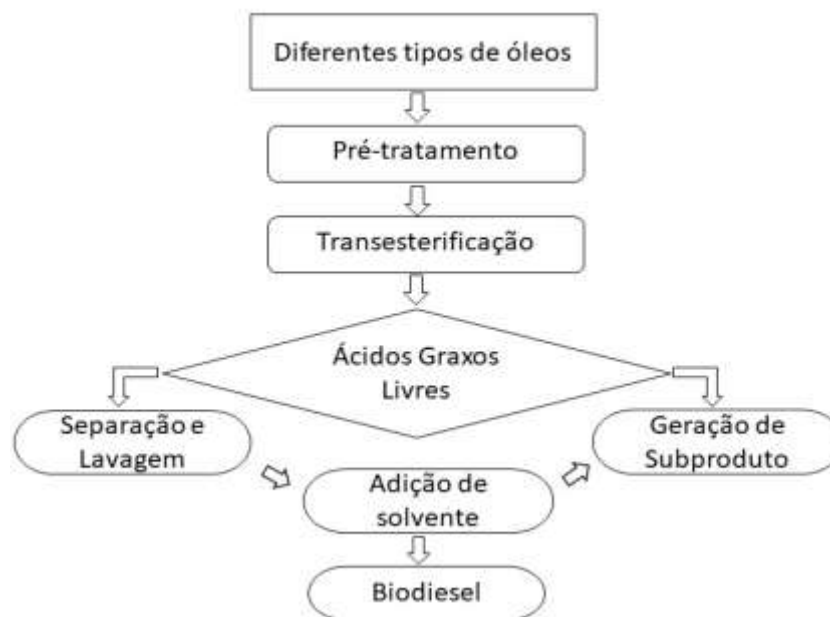 Diferentes tipos de óleos
Pré-tratamento
Transesterificação
Ácidos Graxos
Livres
Separação e
Lavagem
Geração de
Subproduto
Adição de
solvente
Biodiesel